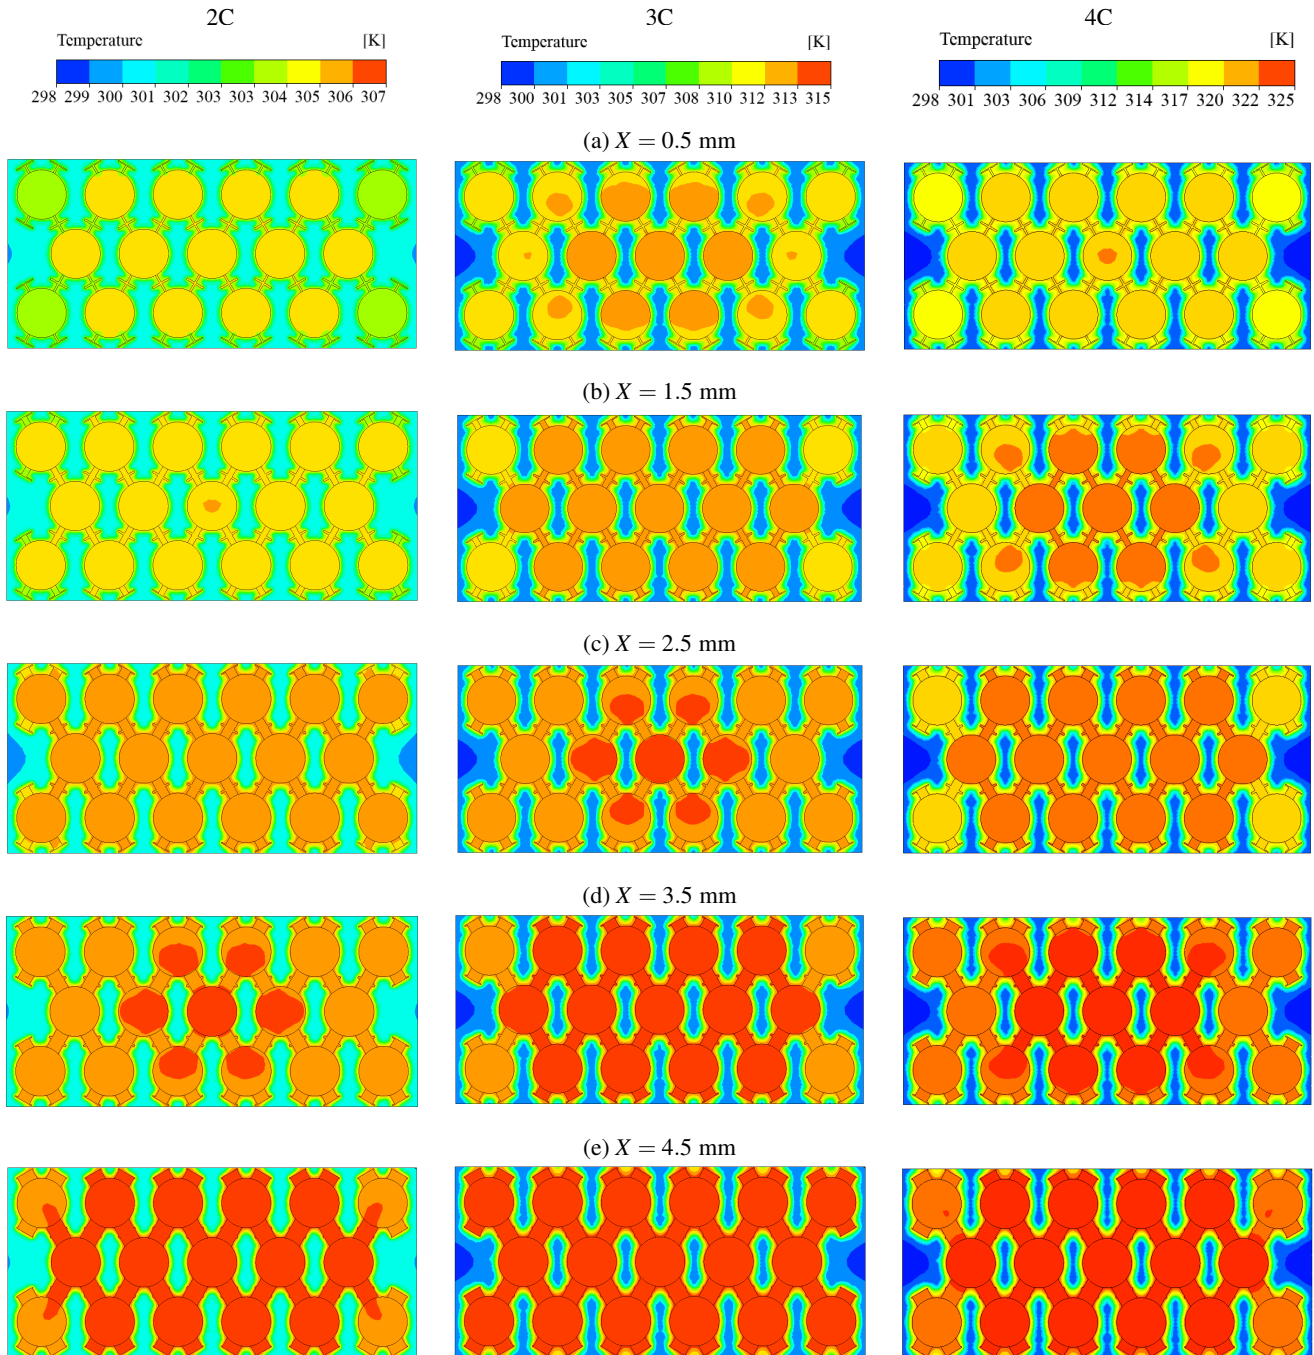 2C 3C 4C
Temperature [K] Temperature [K] Temperature [K]
298 299 300 301 302 303 303 304 305 306 307
298 300 301 303 305 307 308 310 312 313 315
298 301 303 306 309 312 314 317 320 322 325
(a) X = 0.5 mm
(b) X = 1.5 mm
(c) X = 2.5 mm
(d) X = 3.5 mm
(e) X = 4.5 mm